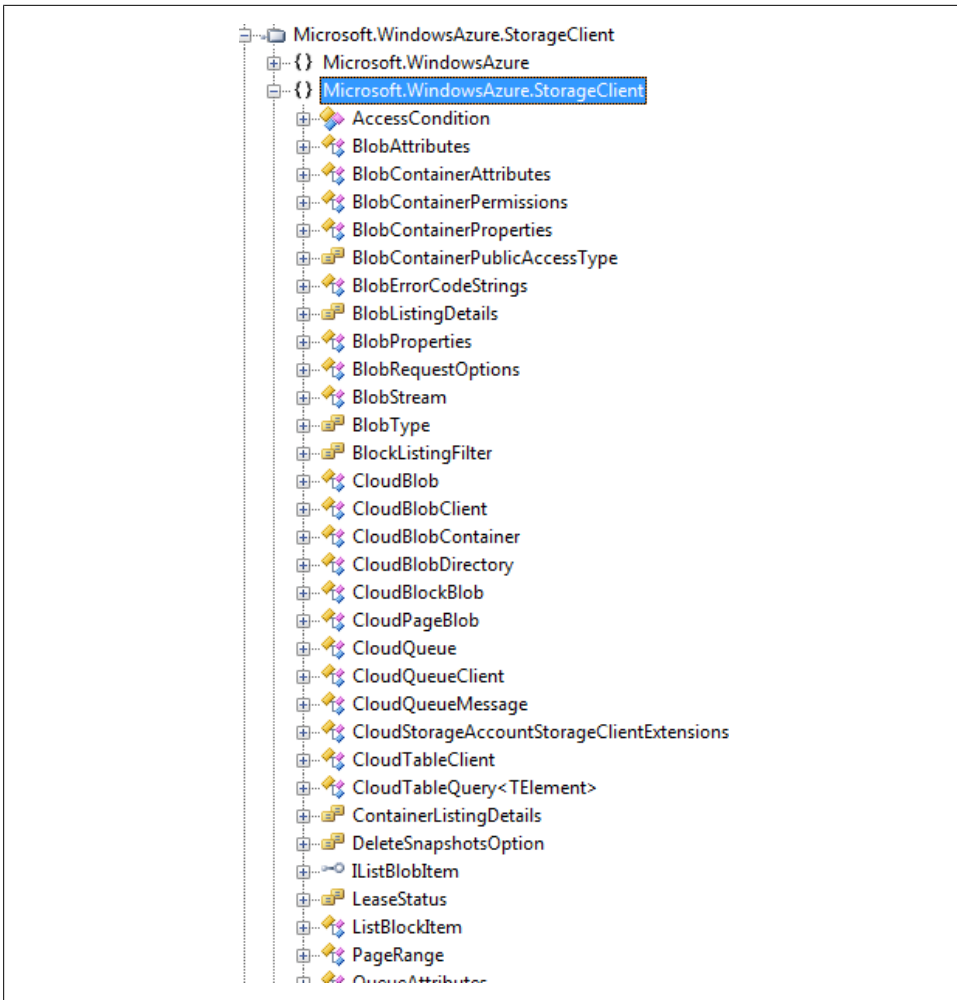 Microsoft.WindowsAzure.StorageClient
{} Microsoft.WindowsAzure
{} Microsoft.WindowsAzure.StorageClient
AccessCondition
BlobAttributes
BlobContainerAttributes
BlobContainerPermissions
BlobContainerProperties
BlobContainerPublicAccessType
BlobErrorCodeStrings
BlobListingDetails
BlobProperties
BlobRequestOptions
BlobStream
BlobType
BlockListingFilter
CloudBlob
CloudBlobClient
CloudBlobContainer
CloudBlobDirectory
CloudBlockBlob
CloudPageBlob
CloudQueue
CloudQueueClient
CloudQueueMessage
CloudStorageAccountStorageClientExtensions
CloudTableClient
CloudTableQuery<TElement>
ContainerListingDetails
DeleteSnapshotsOption
IListBlobItem
LeaseStatus
ListBlockItem
PageRange
QueueAttributes